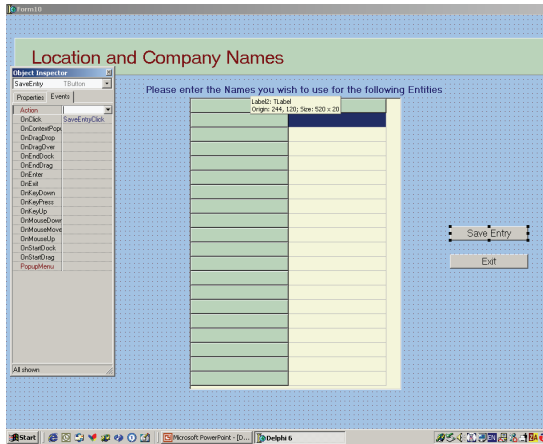 Form10
Location and Company Names
Object Inspector
SaveEntry TButton
Properties Events
Please enter the Names you wish to use for the following Entities
Label2: TLabel
Origin: 244, 120; Size: 520 x 20
Action
OnClick SaveEntryClick
OnContextPopu
OnDragDrop
OnDragOver
OnEndDock
OnEndDrag
OnEnter
OnExit
OnKeyDown
OnKeyPress
OnKeyUp
OnMouseDown
OnMouseMove
OnMouseUp
OnStartDock
OnStartDrag
PopupMenu
Save Entry
Exit
All shown
Start Microsoft PowerPoint - [D... Delphi 6